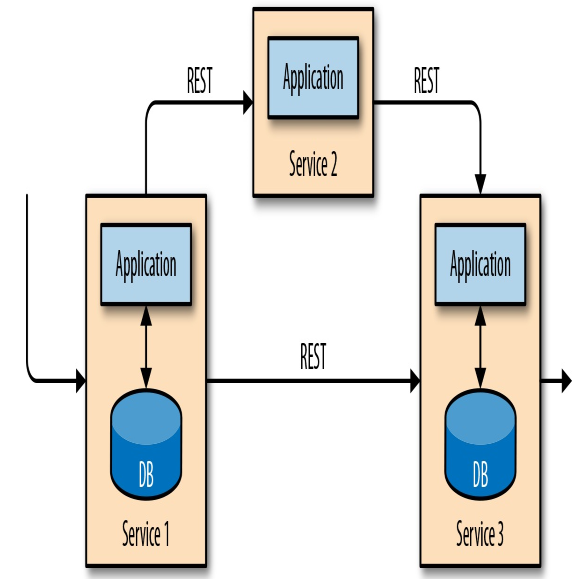 REST
Application
REST
Service 2
Application
Application
REST
DB
DB
Service 1
Service 3